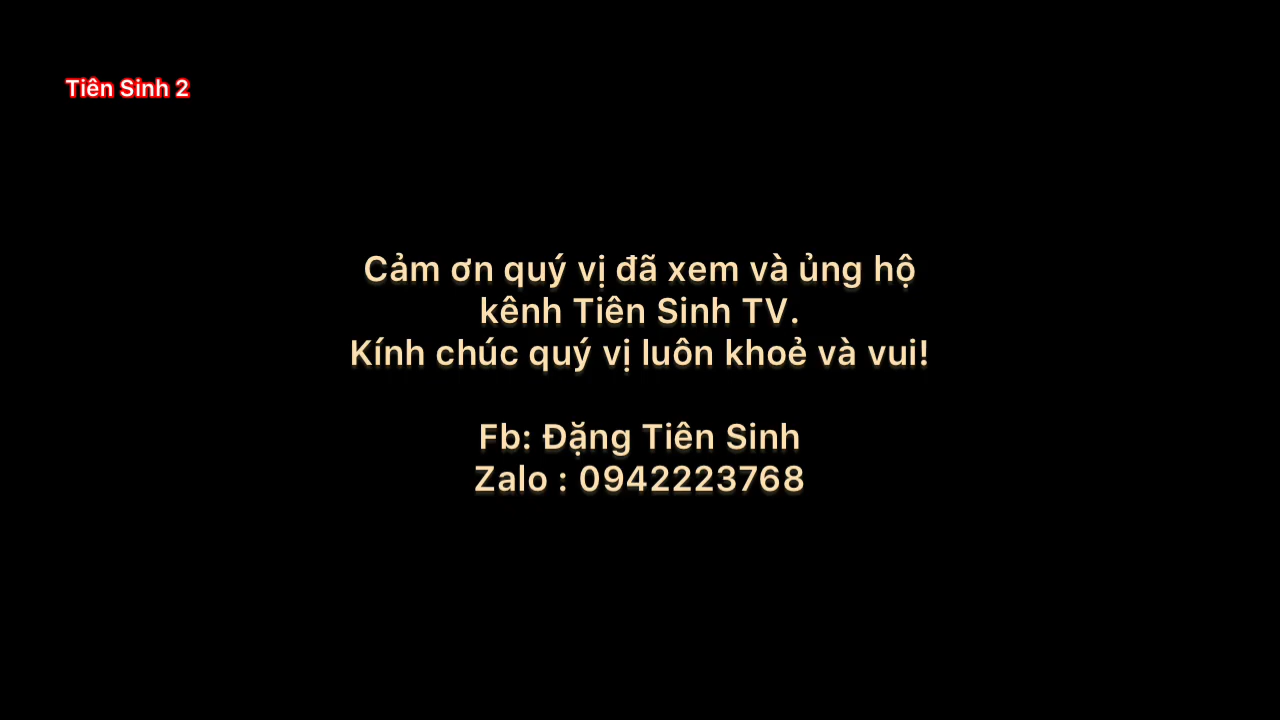 Tiên Sinh 2
Cảm ơn quý vị đã xem và ủng hộ
kênh Tiên Sinh TV.
Kính chúc quý vị luôn khoẻ và vui!
Fb: Đặng Tiên Sinh
Zalo : 0942223768